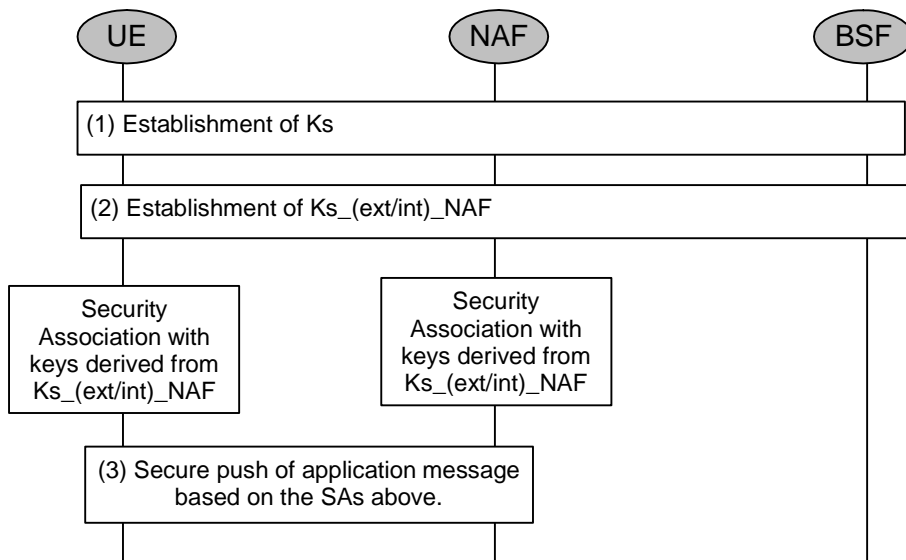 UE
NAF
BSF
(1) Establishment of Ks
(2) Establishment of Ks_(ext/int)_NAF
Security
Association with
keys derived from
Ks_(ext/int)_NAF
Security
Association with
keys derived from
Ks_(ext/int)_NAF
(3) Secure push of application message
based on the SAs above.